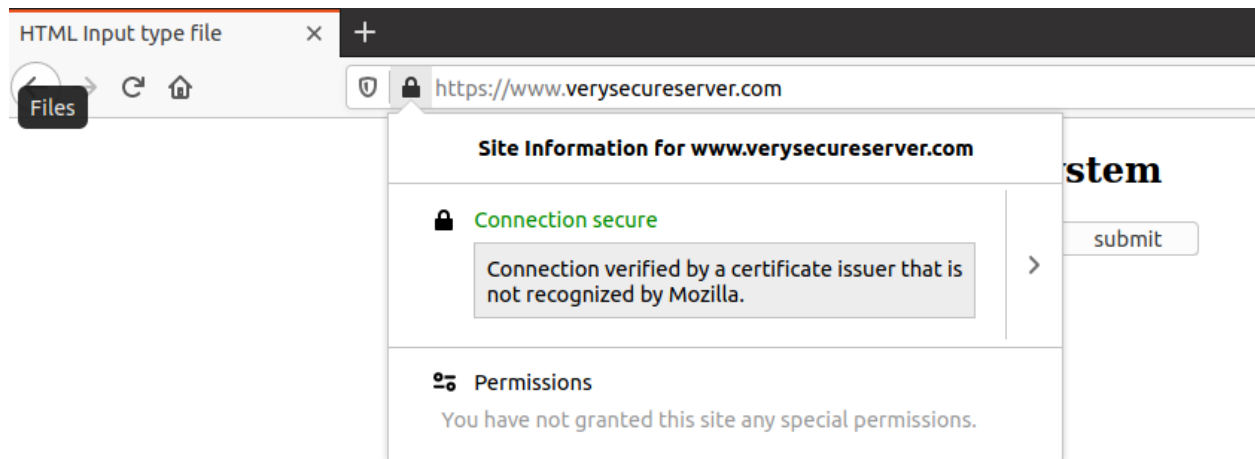 HTML Input type file
Files
https://www.verysecureserver.com
Site Information for www.verysecureserver.com
stem
Connection secure
submit
Connection verified by a certificate issuer that is
not recognized by Mozilla.
Permissions
You have not granted this site any special permissions.